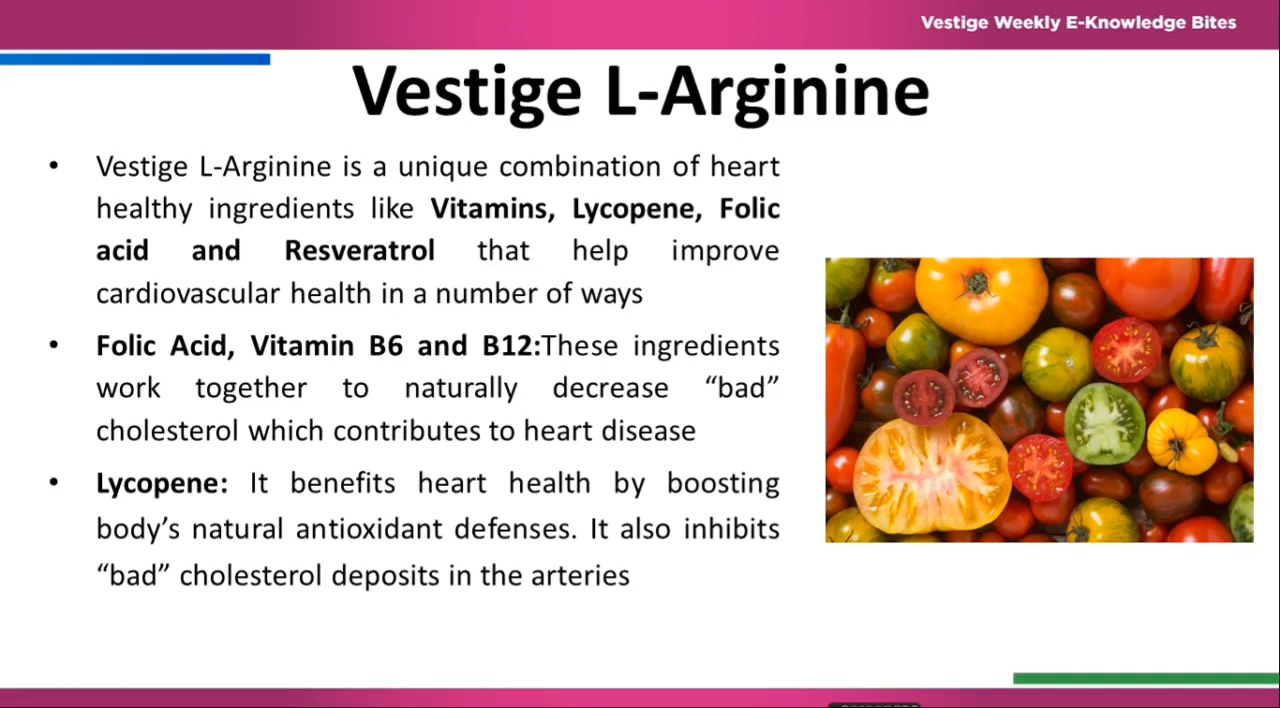 Vestige Weekly E-Knowledge Bites
Vestige L-Arginine
• Vestige L-Arginine is a unique combination of heart
healthy ingredients like Vitamins, Lycopene, Folic
acid and Resveratrol that help improve
cardiovascular health in a number of ways
• Folic Acid, Vitamin B6 and B12:These ingredients
work together to naturally decrease “bad”
cholesterol which contributes to heart disease
• Lycopene: It benefits heart health by boosting
body’s natural antioxidant defenses. It also inhibits
“bad” cholesterol deposits in the arteries